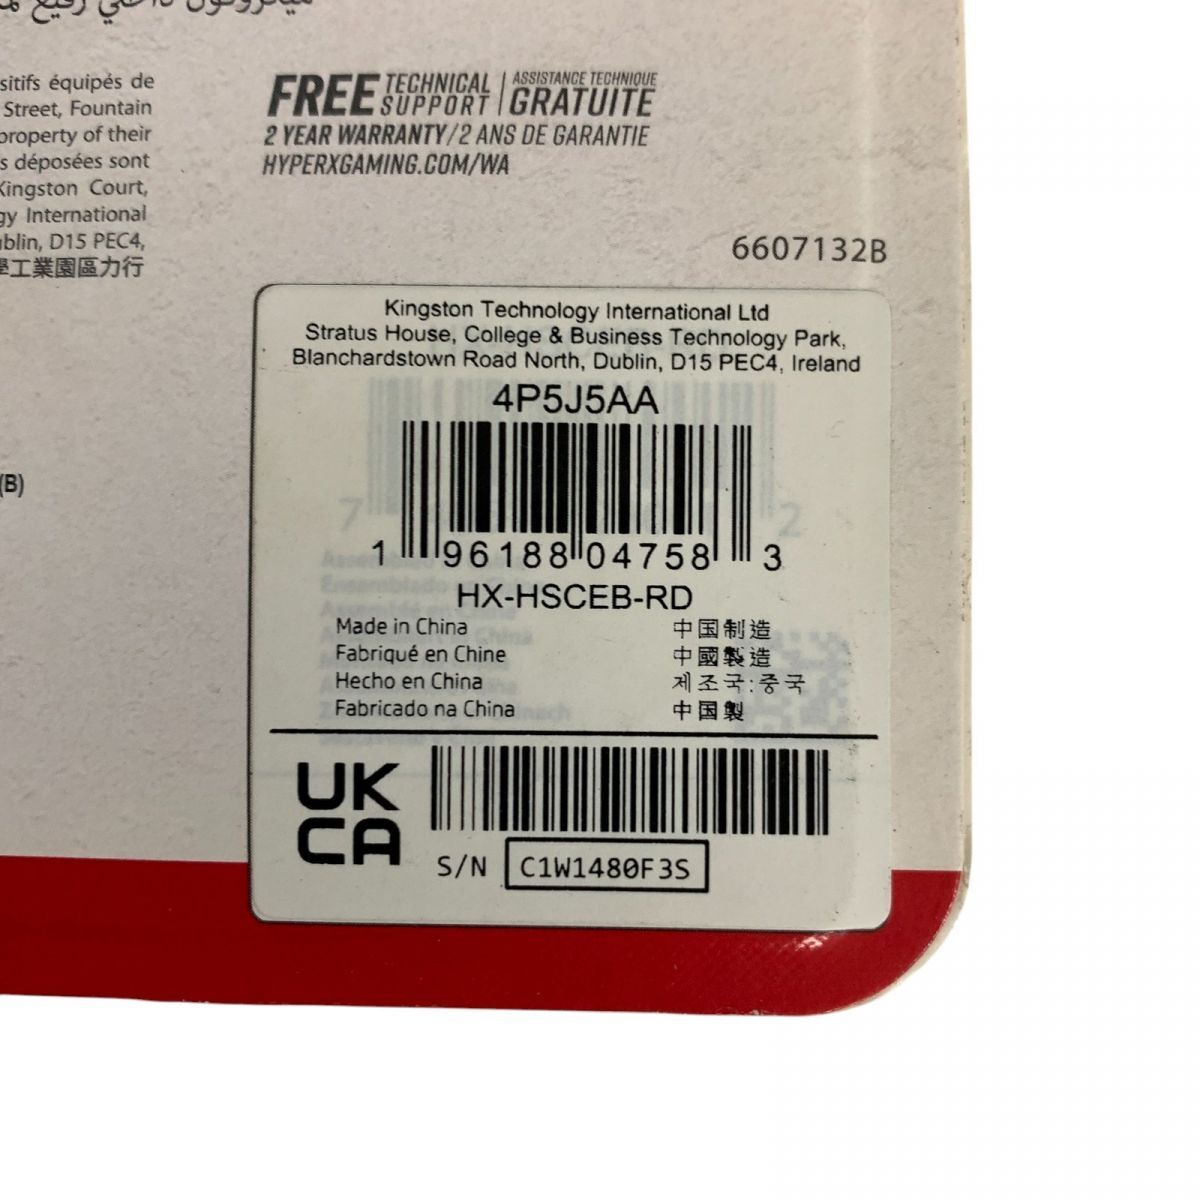 ميكروفون داخلي رفيع
sitifs équipés de
Street, Fountain
property of their
s déposées sont
Kingston Court,
gy International
ublin, D15 PEC4,
學工業園區力行
(B)
FREE TECHNICAL SUPPORT | ASSISTANCE TECHNIQUE GRATUITE
2 YEAR WARRANTY/2 ANS DE GARANTIE
HYPERXGAMING.COM/WA
6607132B
Kingston Technology International Ltd
Stratus House, College & Business Technology Park,
Blanchardstown Road North, Dublin, D15 PEC4, Ireland
4P5J5AA
1 96188 04758 3
HX-HSCEB-RD
Made in China 中国制造
Fabriqué en Chine 中國製造
Hecho en China 제조국:중국
Fabricado na China 中国製
UK
CA
S/N C1W1480F3S